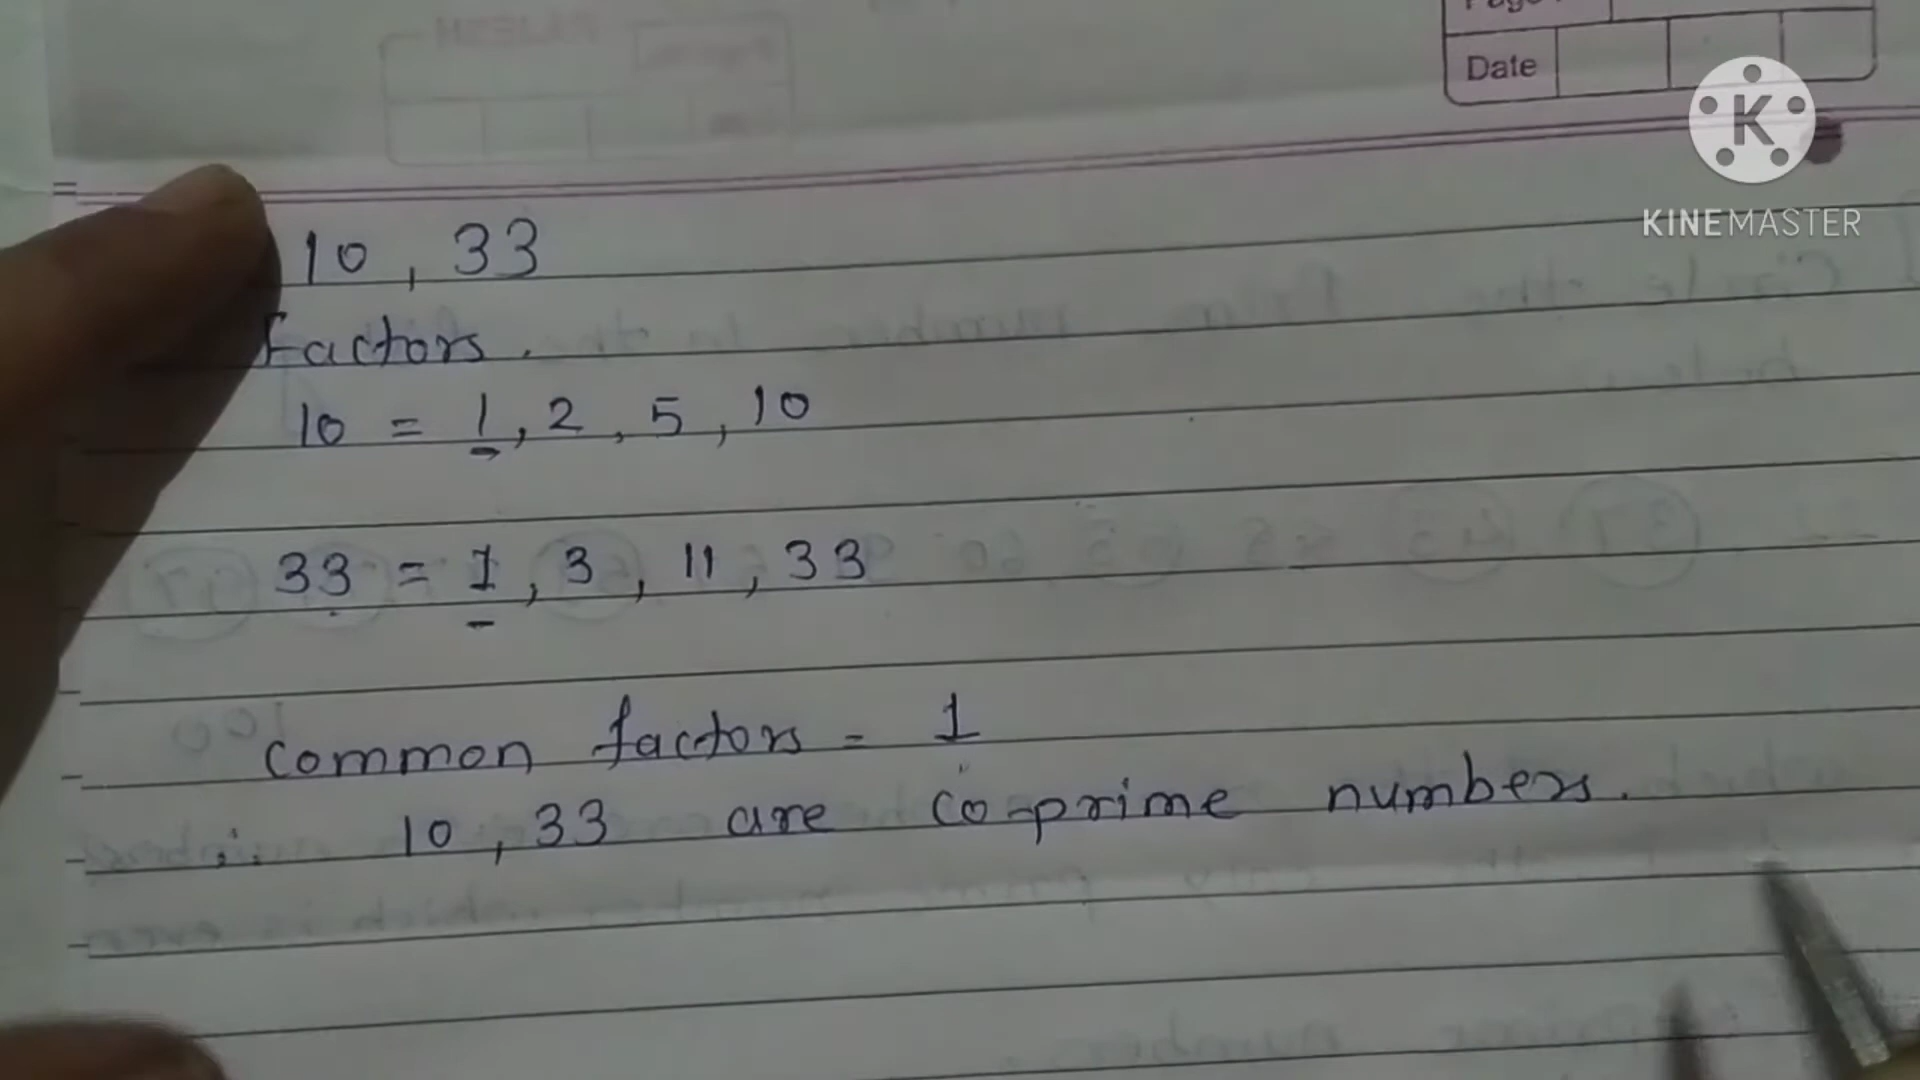 Date
K
KINEMASTER
10, 33
Factors.
10 = 1, 2, 5, 10
33 = 1, 3, 11, 33
Common factors = 1
∴ 10, 33 are co-prime numbers.